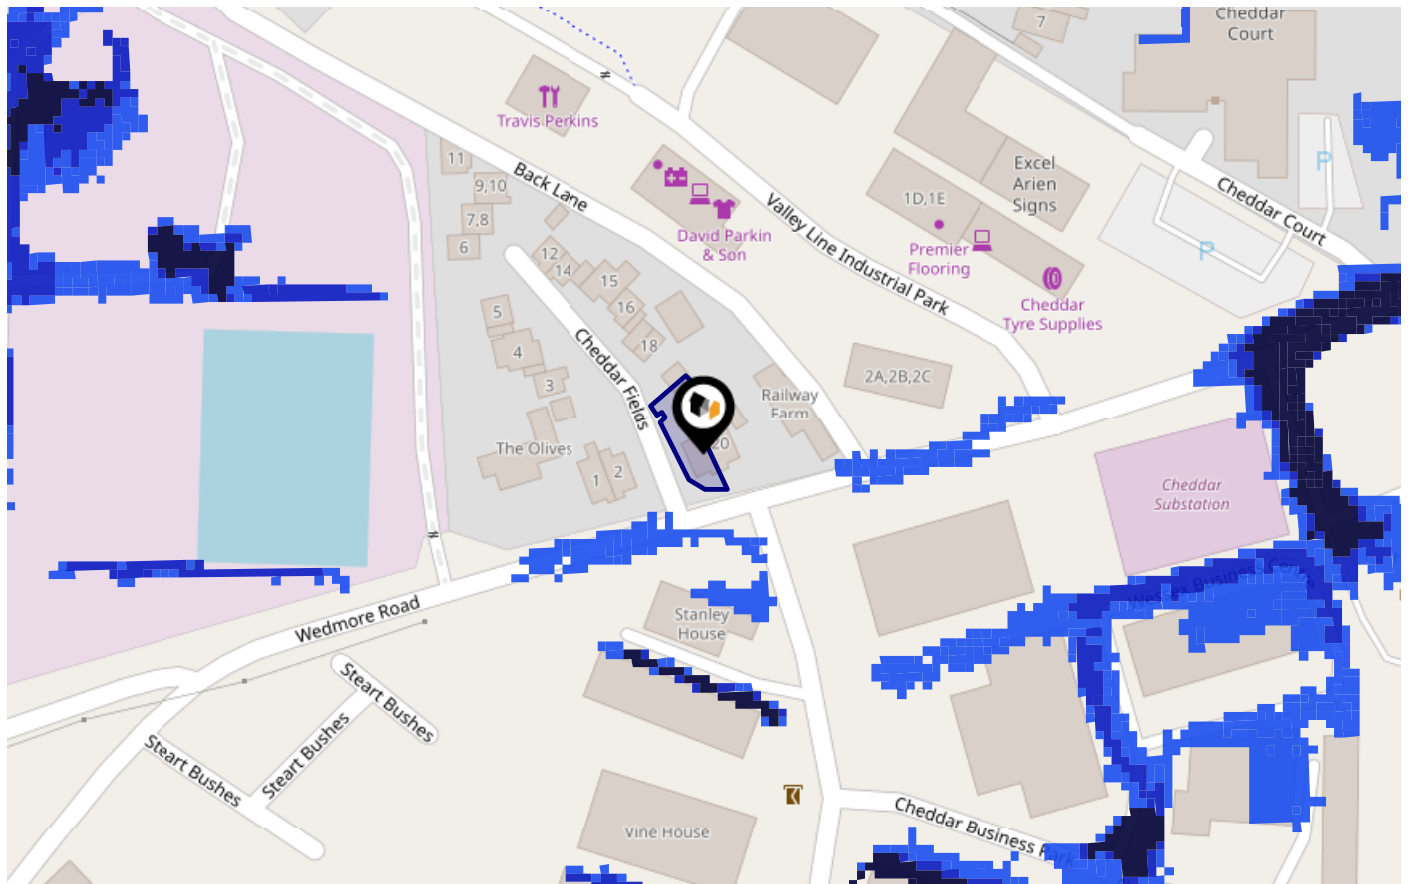 Cheddar
Court
7
Travis Perkins
11
9,10
7,8
6
Back Lane
David Parkin
& Son
Valley Line Industrial Park
1D,1E
Excel
Arien
Signs
Premier
Flooring
Cheddar
Tyre Supplies
P
P
Cheddar Court
12
14
15
16
18
5
4
3
Cheddar Fields
The Olives
1
2
20
Railway
Farm
2A,2B,2C
Cheddar
Substation
Wessex Business Centre
Wedmore Road
Stanley
House
Steart Bushes
Steart Bushes
Steart Bushes
Vine House
Cheddar Business Park